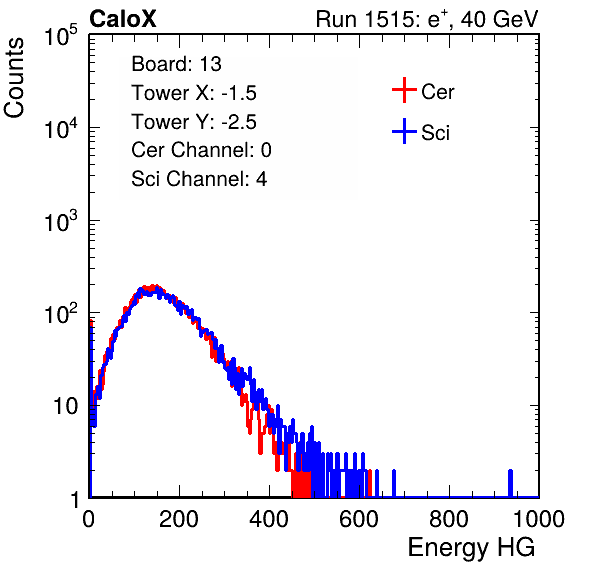 CaloX Run 1515: e⁺, 40 GeV
Counts
Board: 13
Tower X: -1.5
Tower Y: -2.5
Cer Channel: 0
Sci Channel: 4
Cer
Sci
10⁵
10⁴
10³
10²
10
1
0 200 400 600 800 1000
Energy HG